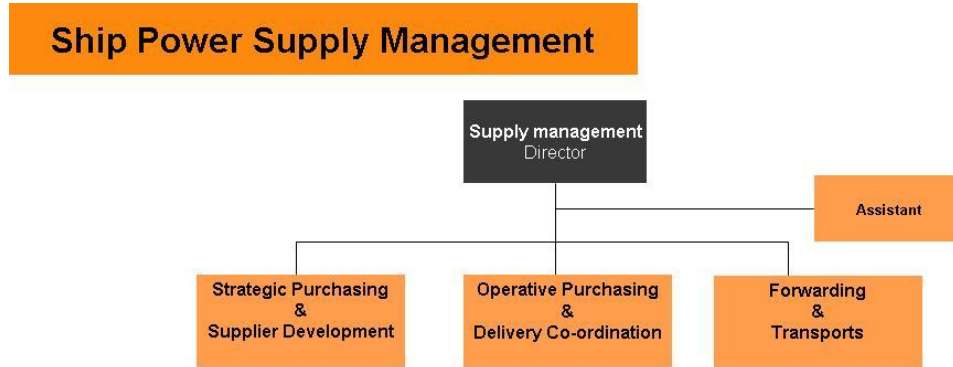 Ship Power Supply Management
Supply management
Director
Assistant
Strategic Purchasing
&
Supplier Development
Operative Purchasing
&
Delivery Co-ordination
Forwarding
&
Transports